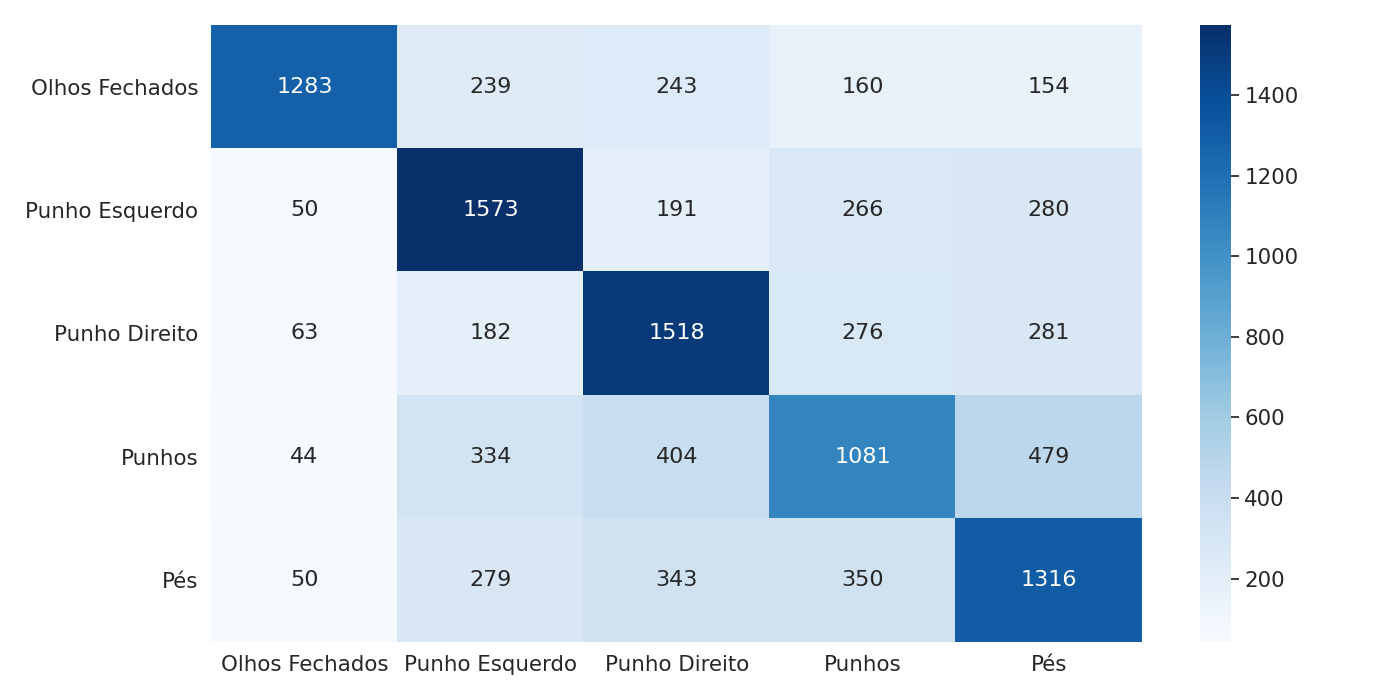 Olhos Fechados 1283 239 243 160 154
Punho Esquerdo 50 1573 191 266 280
Punho Direito 63 182 1518 276 281
Punhos 44 334 404 1081 479
Pés 50 279 343 350 1316
Olhos Fechados Punho Esquerdo Punho Direito Punhos Pés
1400
1200
1000
800
600
400
200